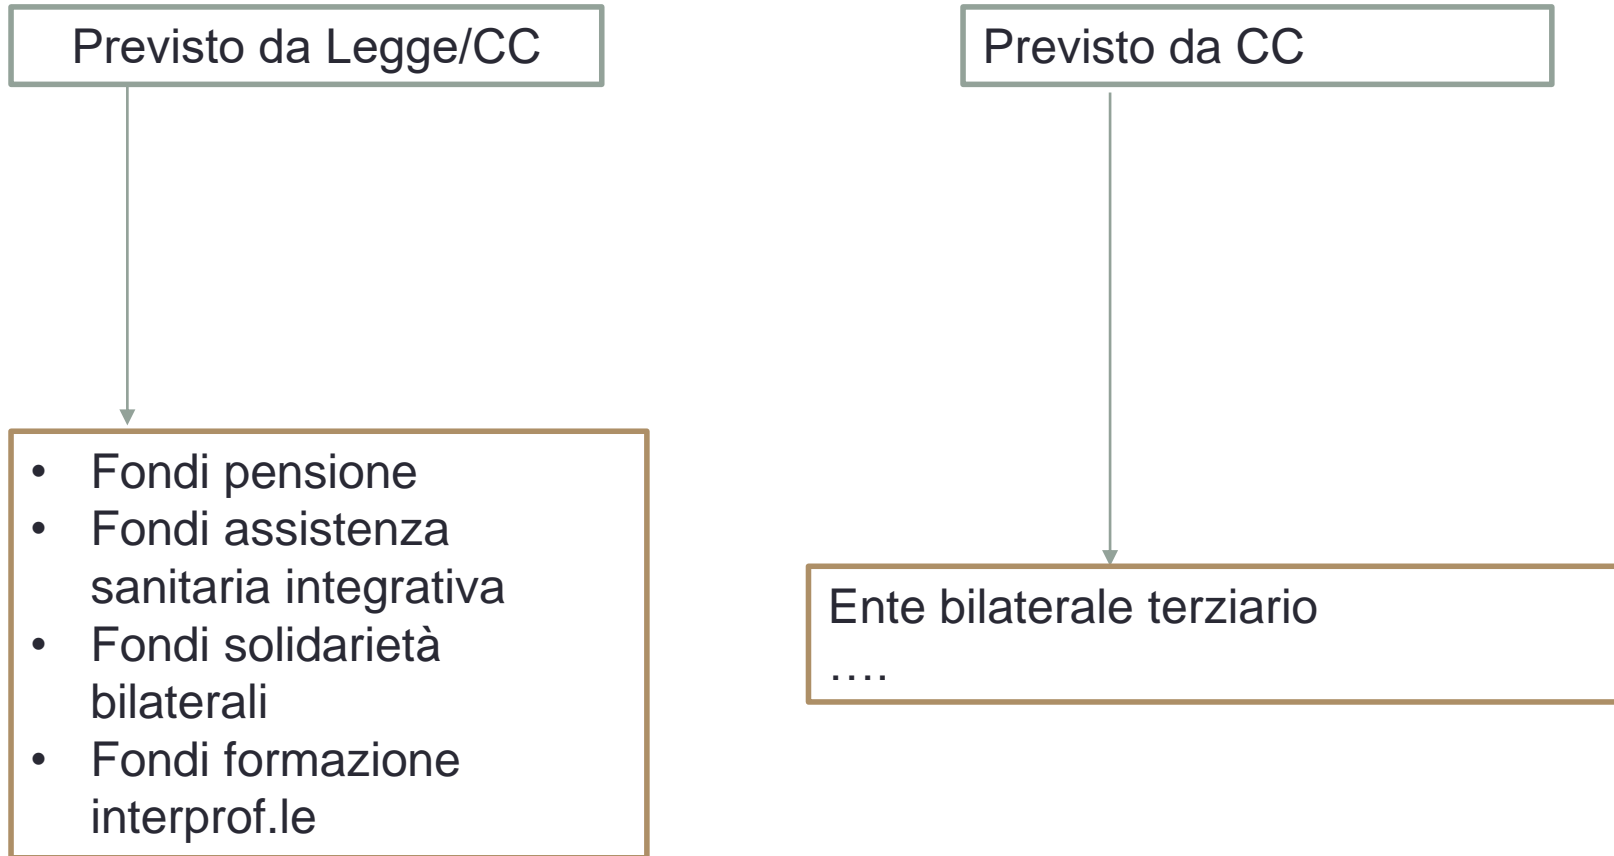 Previsto da Legge/CC
Previsto da CC
• Fondi pensione
• Fondi assistenza
sanitaria integrativa
• Fondi solidarietà
bilaterali
• Fondi formazione
interprof.le
Ente bilaterale terziario
….